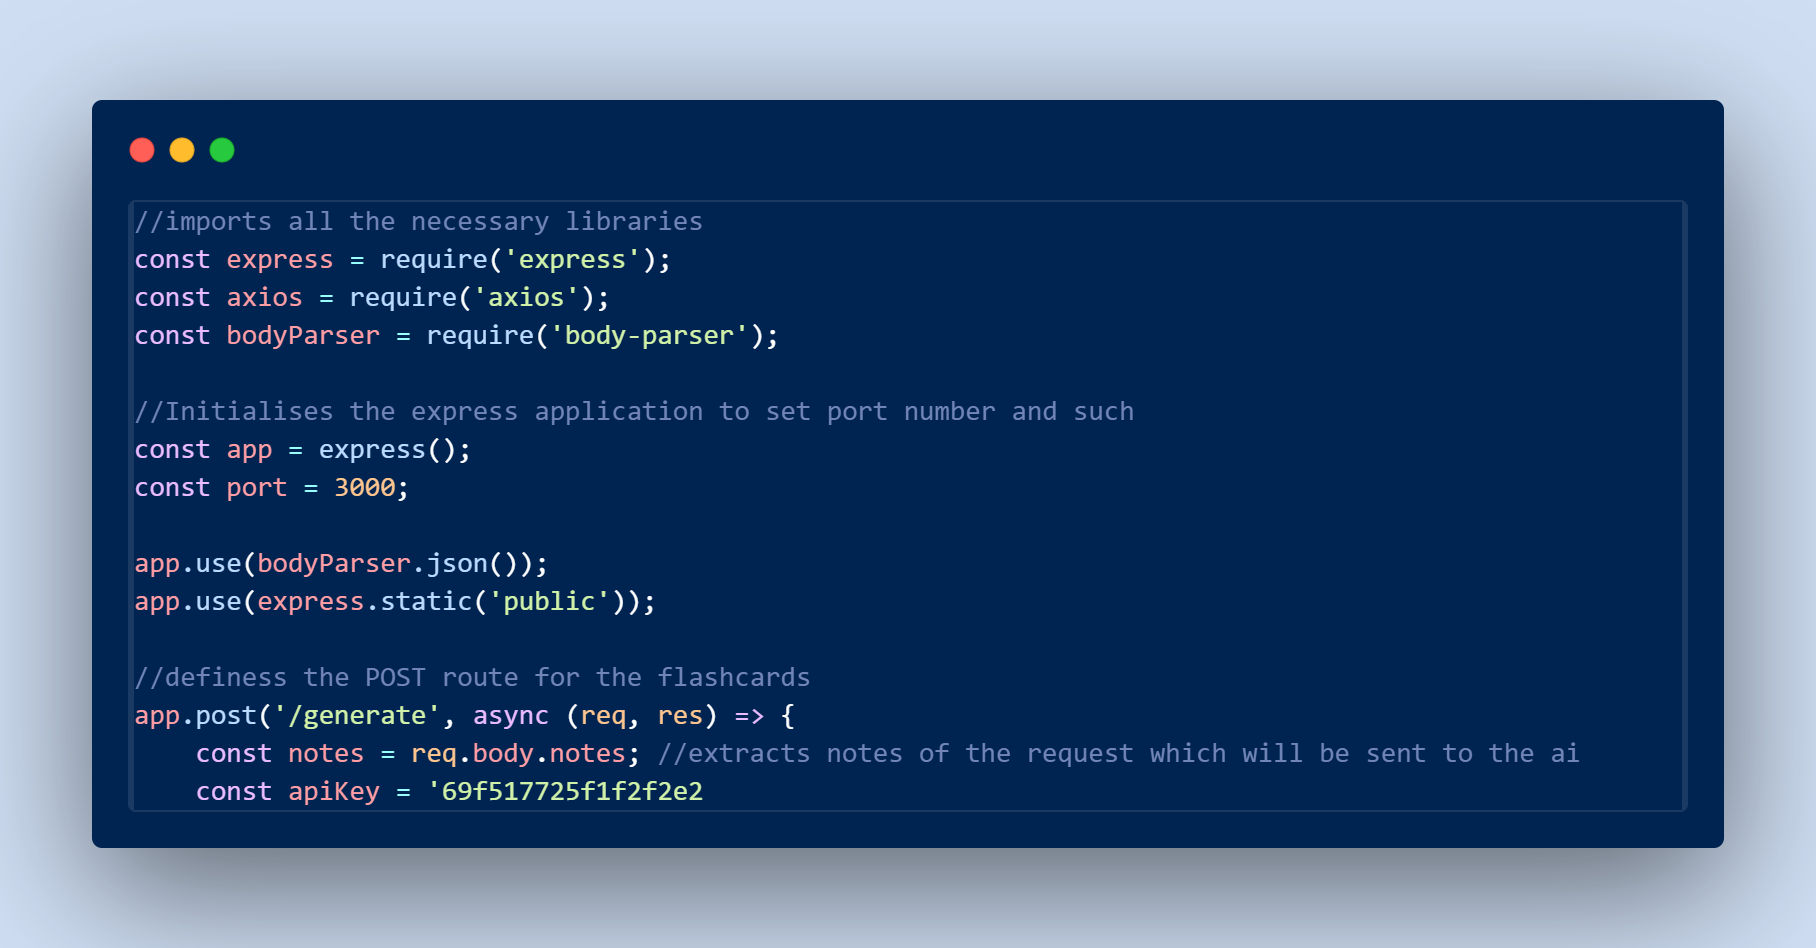 //imports all the necessary libraries
const express = require('express');
const axios = require('axios');
const bodyParser = require('body-parser');
//Initialises the express application to set port number and such
const app = express();
const port = 3000;
app.use(bodyParser.json());
app.use(express.static('public'));
//definess the POST route for the flashcards
app.post('/generate', async (req, res) => {
    const notes = req.body.notes; //extracts notes of the request which will be sent to the ai
    const apiKey = '69f517725f1f2f2e2